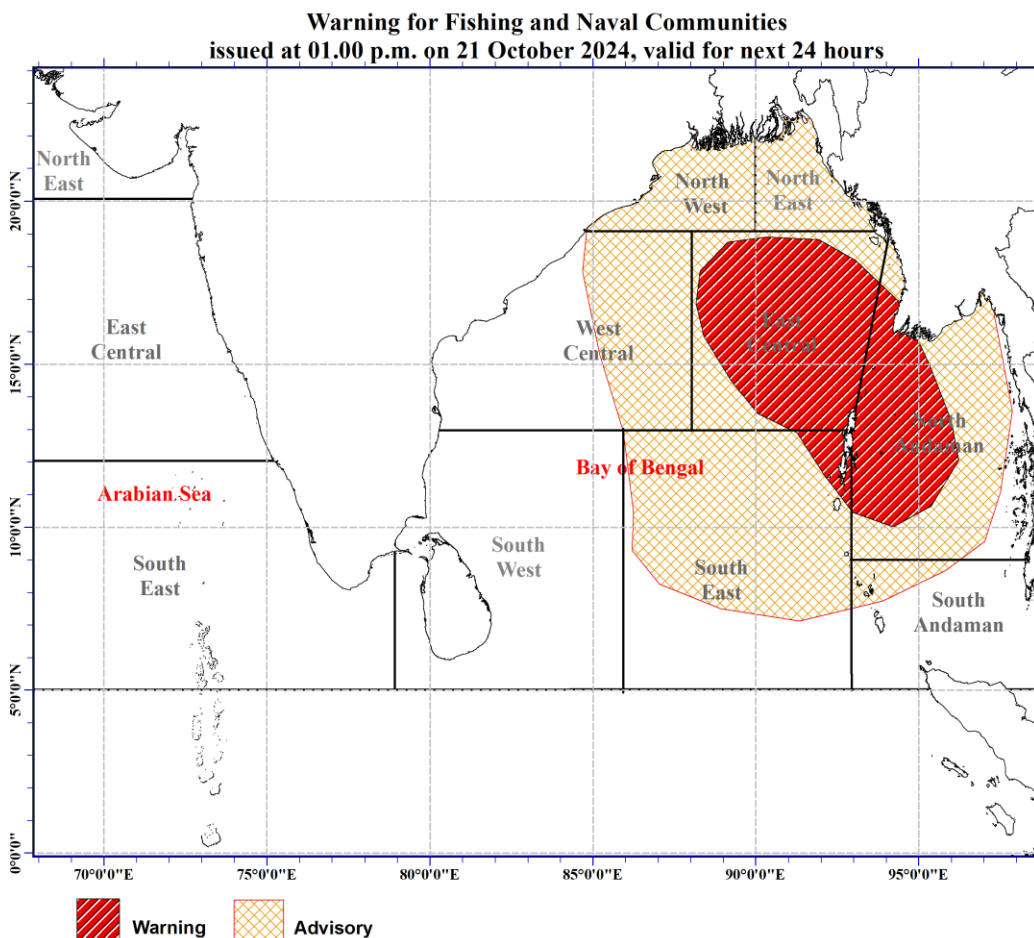 Warning for Fishing and Naval Communities
issued at 01.00 p.m. on 21 October 2024, valid for next 24 hours
North
East
North
West
North
East
East
Central
West
Central
East
Central
North
Andaman
Arabian Sea
Bay of Bengal
South
East
South
West
South
East
South
Andaman
20°0'0"N
15°0'0"N
10°0'0"N
5°0'0"N
0°0'0"
70°0'0"E
75°0'0"E
80°0'0"E
85°0'0"E
90°0'0"E
95°0'0"E
Warning
Advisory